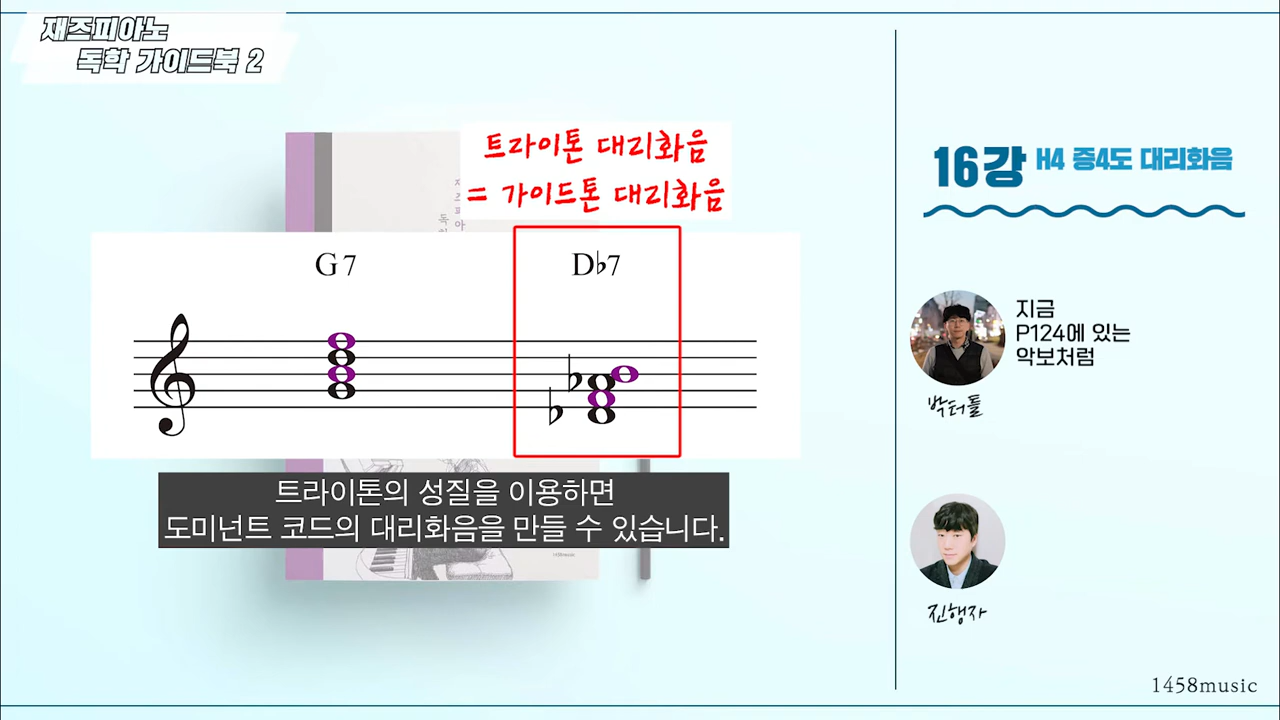 재즈피아노
독학 가이드북 2
트라이톤 대리화음
= 가이드톤 대리화음
G7
D♭7
트라이톤의 성질을 이용하면
도미넌트 코드의 대리화음을 만들 수 있습니다.
1458music
16강 H4 증4도 대리화음
지금
P124에 있는
악보처럼
박터틀
진행자
1458music